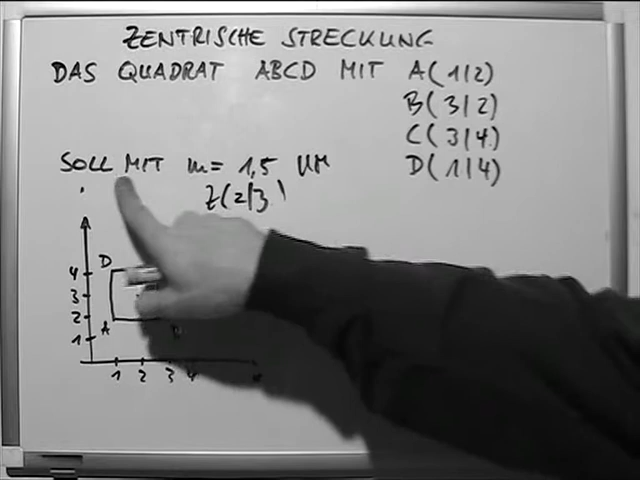 ZENTRISCHE STRECKUNG
DAS QUADRAT ABCD MIT A(1|2)
B(3|2)
C(3|4)
D(1|4)
SOLL MIT m = 1,5 UM
Z(2|3)
D
4
3
2
A
B
1
1 2 3 4